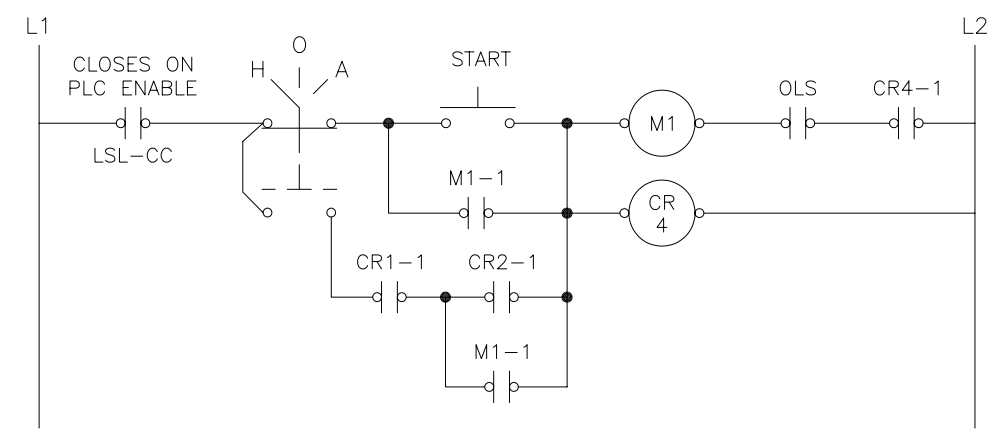 L1
L2
CLOSES ON
PLC ENABLE
LSL-CC
H
O
A
START
M1
OLS
CR4-1
M1-1
CR
4
CR1-1
CR2-1
M1-1